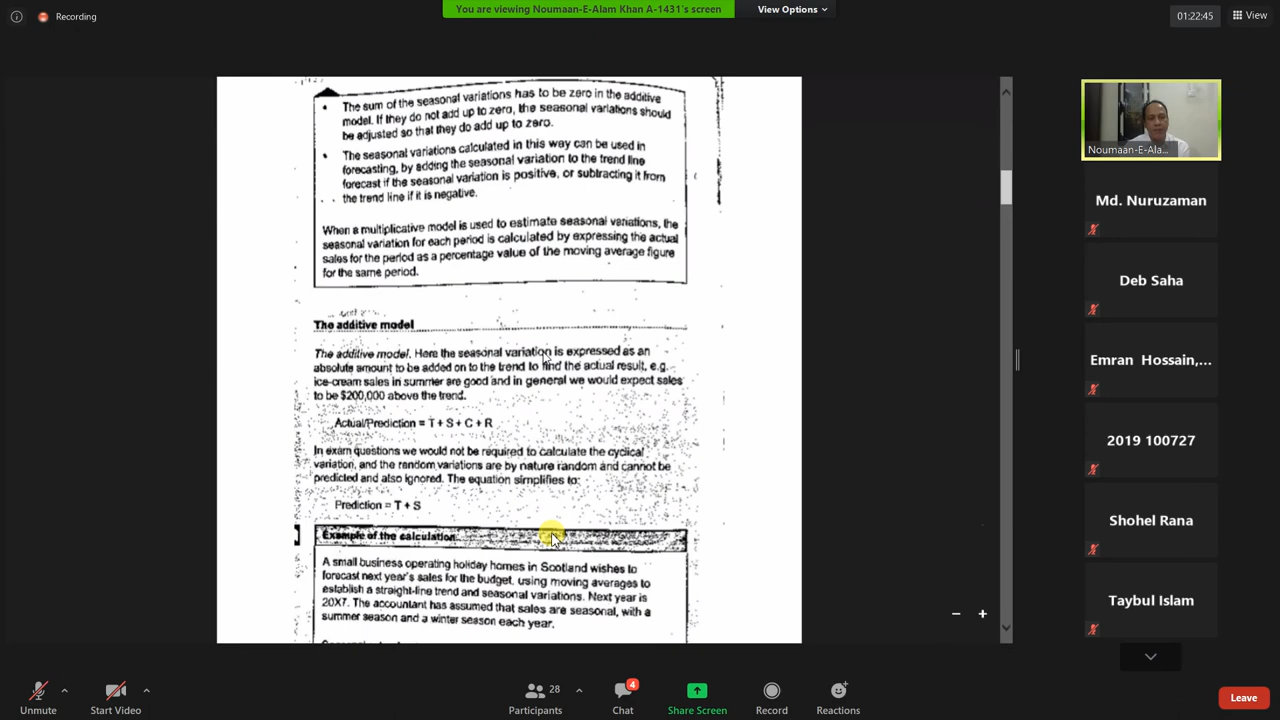 Recording
You are viewing Noumaan-E-Alam Khan A-1431's screen
View Options
01:22:45
View
• The sum of the seasonal variations has to be zero in the additive
model. If they do not add up to zero, the seasonal variations should
be adjusted so that they do add up to zero.
• The seasonal variations calculated in this way can be used in
forecasting, by adding the seasonal variation to the trend line
forecast if the seasonal variation is positive, or subtracting it from
the trend line if it is negative.
When a multiplicative model is used to estimate seasonal variations, the
seasonal variation for each period is calculated by expressing the actual
sales for the period as a percentage value of the moving average figure
for the same period.
The additive model
The additive model. Here the seasonal variation is expressed as an
absolute amount to be added on to the trend to find the actual result, e.g.
ice-cream sales in summer are good and in general we would expect sales
to be $200,000 above the trend.
Actual/Prediction = T + S + C + R
In exam questions we would not be required to calculate the cyclical
variation, and the random variations are by nature random and cannot be
predicted and also ignored. The equation simplifies to:
Prediction = T + S
Example of the calculation
A small business operating holiday homes in Scotland wishes to
forecast next year's sales for the budget, using moving averages to
establish a straight-line trend and seasonal variations. Next year is
20X7. The accountant has assumed that sales are seasonal, with a
summer season and a winter season each year.
Noumaan-E-Ala...
Md. Nuruzaman
Deb Saha
Emran Hossain,...
2019 100727
Shohel Rana
Taybul Islam
Unmute
Start Video
28
Participants
4
Chat
Share Screen
Record
Reactions
Leave